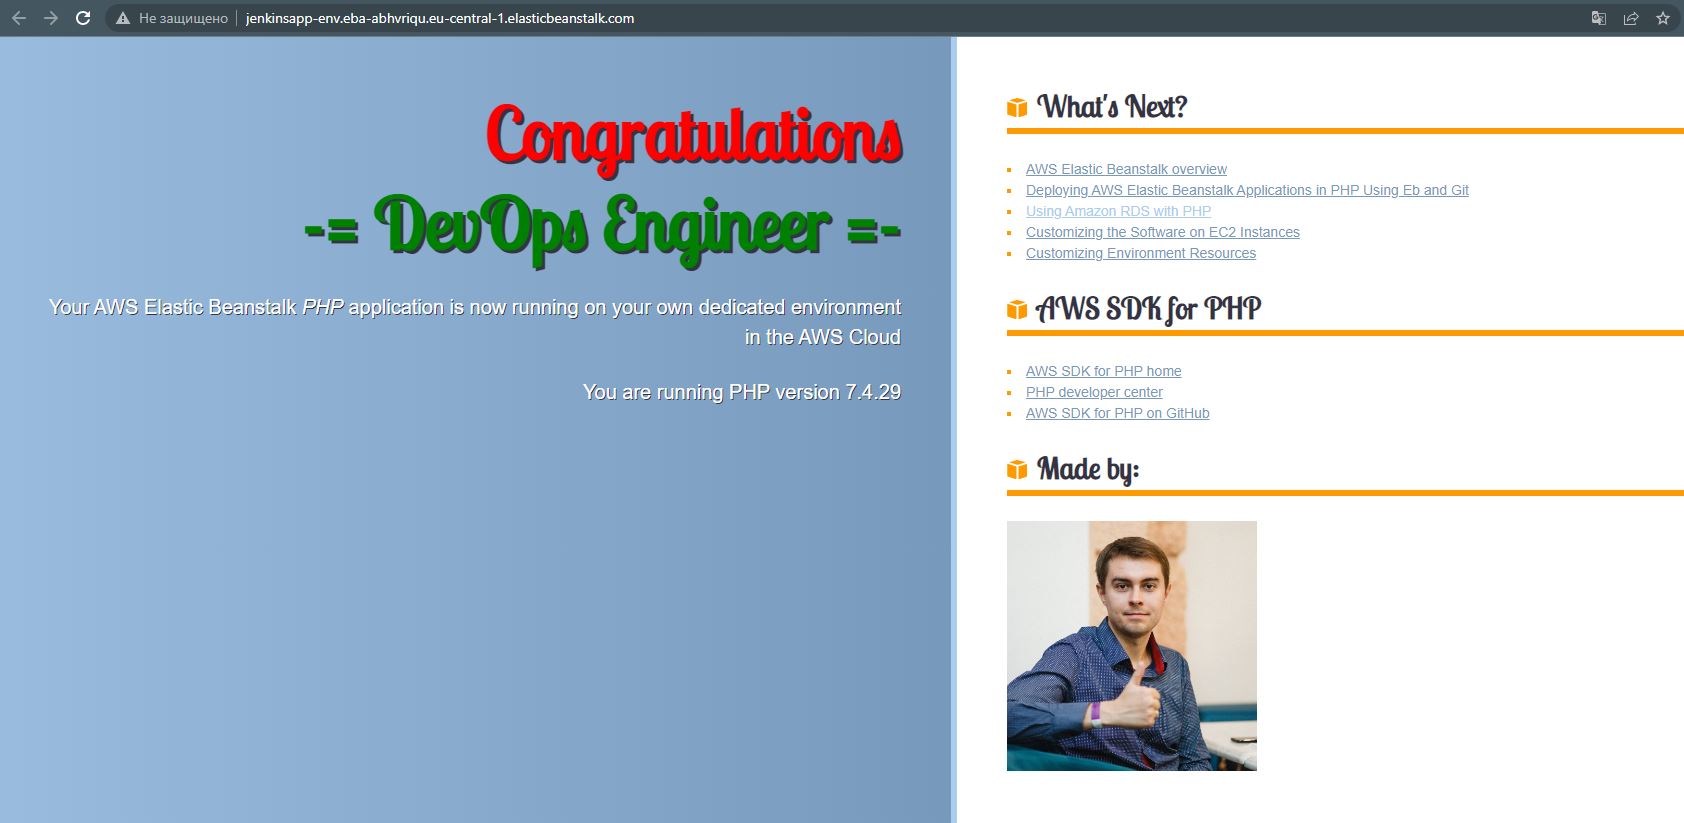 Не защищено jenkinsapp-env.eba-abhvriqu.eu-central-1.elasticbeanstalk.com
Congratulations
-= DevOps Engineer =-
Your AWS Elastic Beanstalk PHP application is now running on your own dedicated environment
in the AWS Cloud
You are running PHP version 7.4.29
What's Next?
AWS Elastic Beanstalk overview
Deploying AWS Elastic Beanstalk Applications in PHP Using Eb and Git
Using Amazon RDS with PHP
Customizing the Software on EC2 Instances
Customizing Environment Resources
AWS SDK for PHP
AWS SDK for PHP home
PHP developer center
AWS SDK for PHP on GitHub
Made by: